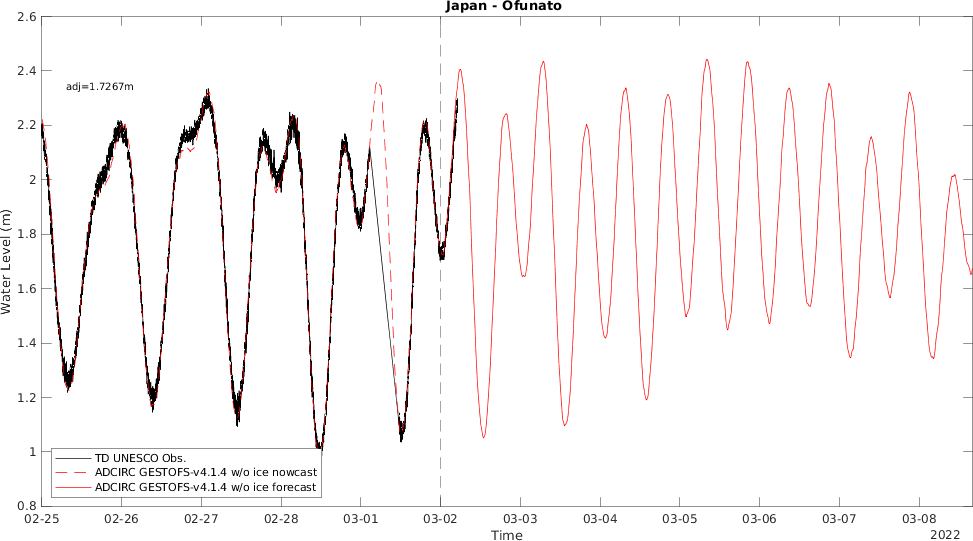 Japan - Ofunato
2.6
2.4
2.2
2
1.8
1.6
1.4
1.2
1
0.8
Water Level (m)
adj=1.7267m
TD UNESCO Obs.
ADCIRC GESTOFS-v4.1.4 w/o ice nowcast
ADCIRC GESTOFS-v4.1.4 w/o ice forecast
02-25 02-26 02-27 02-28 03-01 03-02 03-03 03-04 03-05 03-06 03-07 03-08
Time
2022